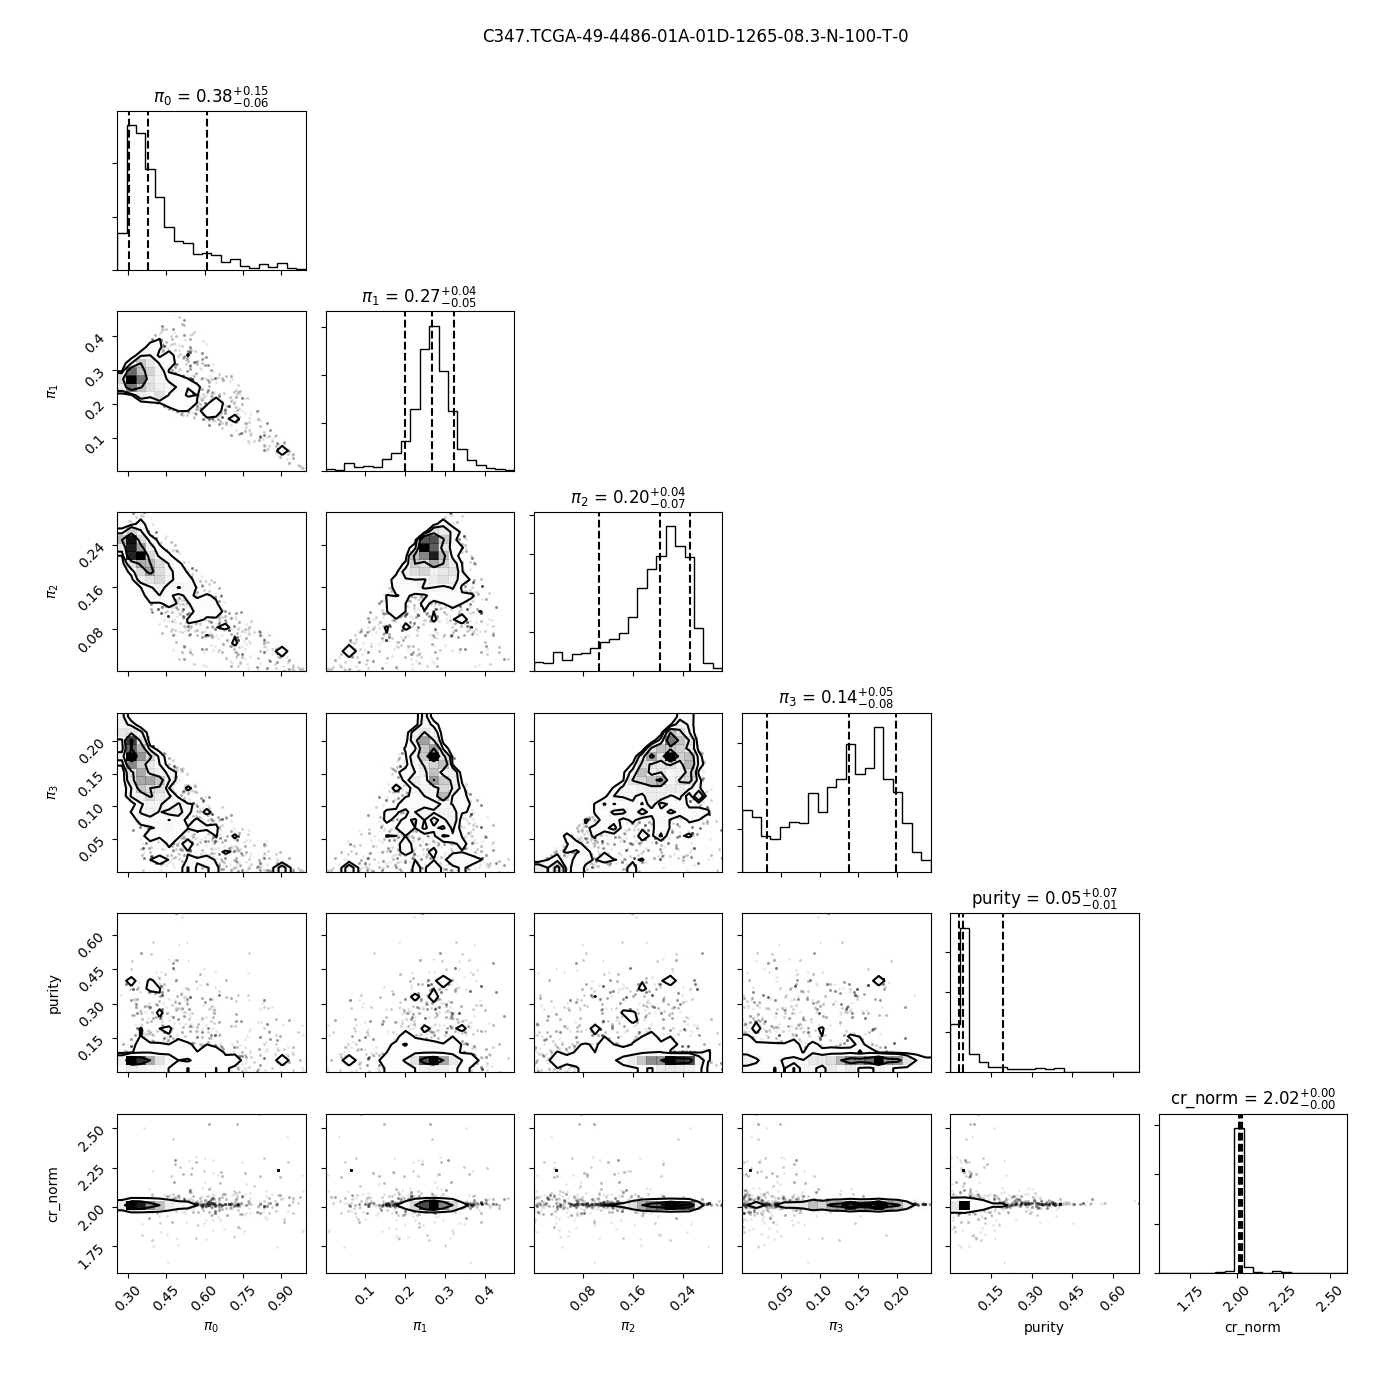 C347.TCGA-49-4486-01A-01D-1265-08.3-N-100-T-0
π₀ = 0.38+0.15−0.06
π₁ = 0.27+0.04−0.05
0.4
0.3
0.2
0.1
π₁
π₂ = 0.20+0.04−0.07
0.24
0.16
0.08
π₂
π₃ = 0.14+0.05−0.08
0.20
0.15
0.10
0.05
π₃
purity = 0.05+0.07−0.01
0.60
0.45
0.30
0.15
purity
cr_norm = 2.02+0.00−0.00
2.50
2.25
2.00
1.75
cr_norm
0.30 0.45 0.60 0.75 0.90 0.1 0.2 0.3 0.4 0.08 0.16 0.24 0.05 0.10 0.15 0.20 0.15 0.30 0.45 0.60 1.75 2.00 2.25 2.50
π₀ π₁ π₂ π₃ purity cr_norm